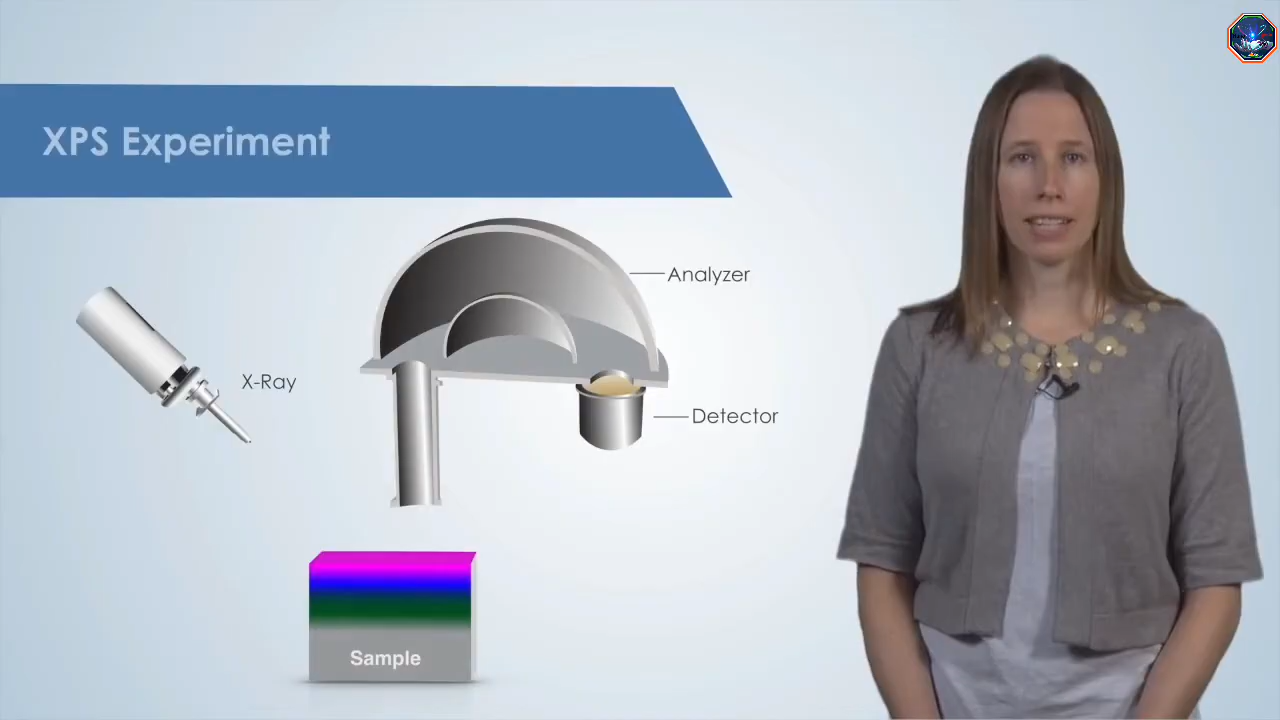 XPS Experiment
Analyzer
X-Ray
Detector
Sample